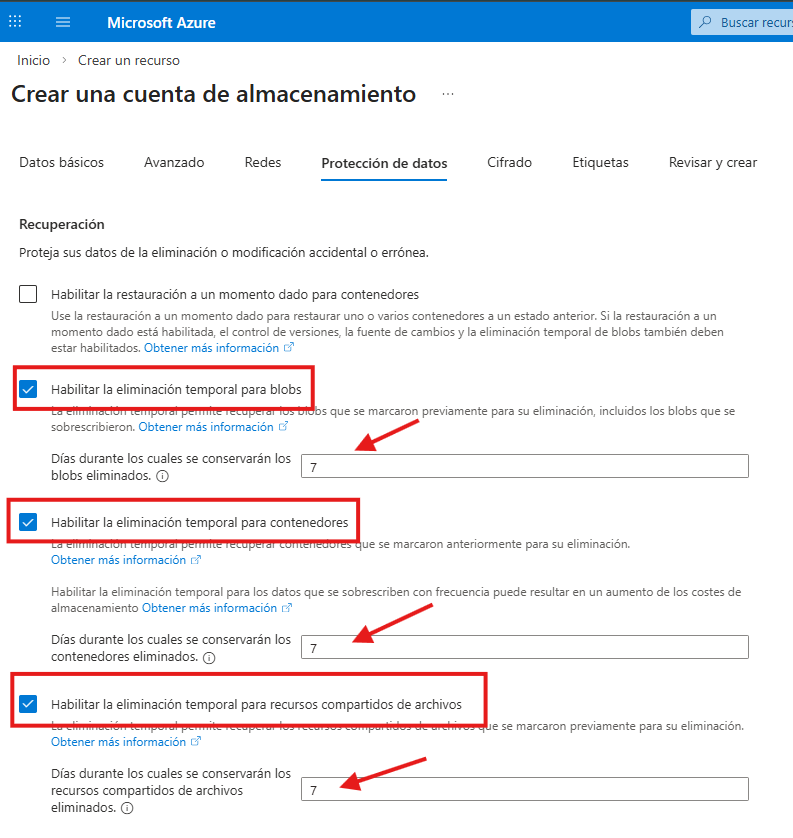 Microsoft Azure
Buscar recur
Inicio > Crear un recurso
Crear una cuenta de almacenamiento ...
Datos básicos Avanzado Redes Protección de datos Cifrado Etiquetas Revisar y crear
Recuperación
Proteja sus datos de la eliminación o modificación accidental o errónea.
Habilitar la restauración a un momento dado para contenedores
Use la restauración a un momento dado para restaurar uno o varios contenedores a un estado anterior. Si la restauración a un
momento dado está habilitada, el control de versiones, la fuente de cambios y la eliminación temporal de blobs también deben
estar habilitados. Obtener más información
Habilitar la eliminación temporal para blobs
La eliminación temporal permite recuperar los blobs que se marcaron previamente para su eliminación, incluidos los blobs que se
sobrescribieron. Obtener más información
Días durante los cuales se conservarán los
blobs eliminados.
7
Habilitar la eliminación temporal para contenedores
La eliminación temporal permite recuperar contenedores que se marcaron anteriormente para su eliminación.
Obtener más información
Habilitar la eliminación temporal para los datos que se sobrescriben con frecuencia puede resultar en un aumento de los costes de
almacenamiento Obtener más información
Días durante los cuales se conservarán los
contenedores eliminados.
7
Habilitar la eliminación temporal para recursos compartidos de archivos
La eliminación temporal permite recuperar los recursos compartidos de archivos que se marcaron previamente para su eliminación.
Obtener más información
Días durante los cuales se conservarán los
recursos compartidos de archivos
eliminados.
7